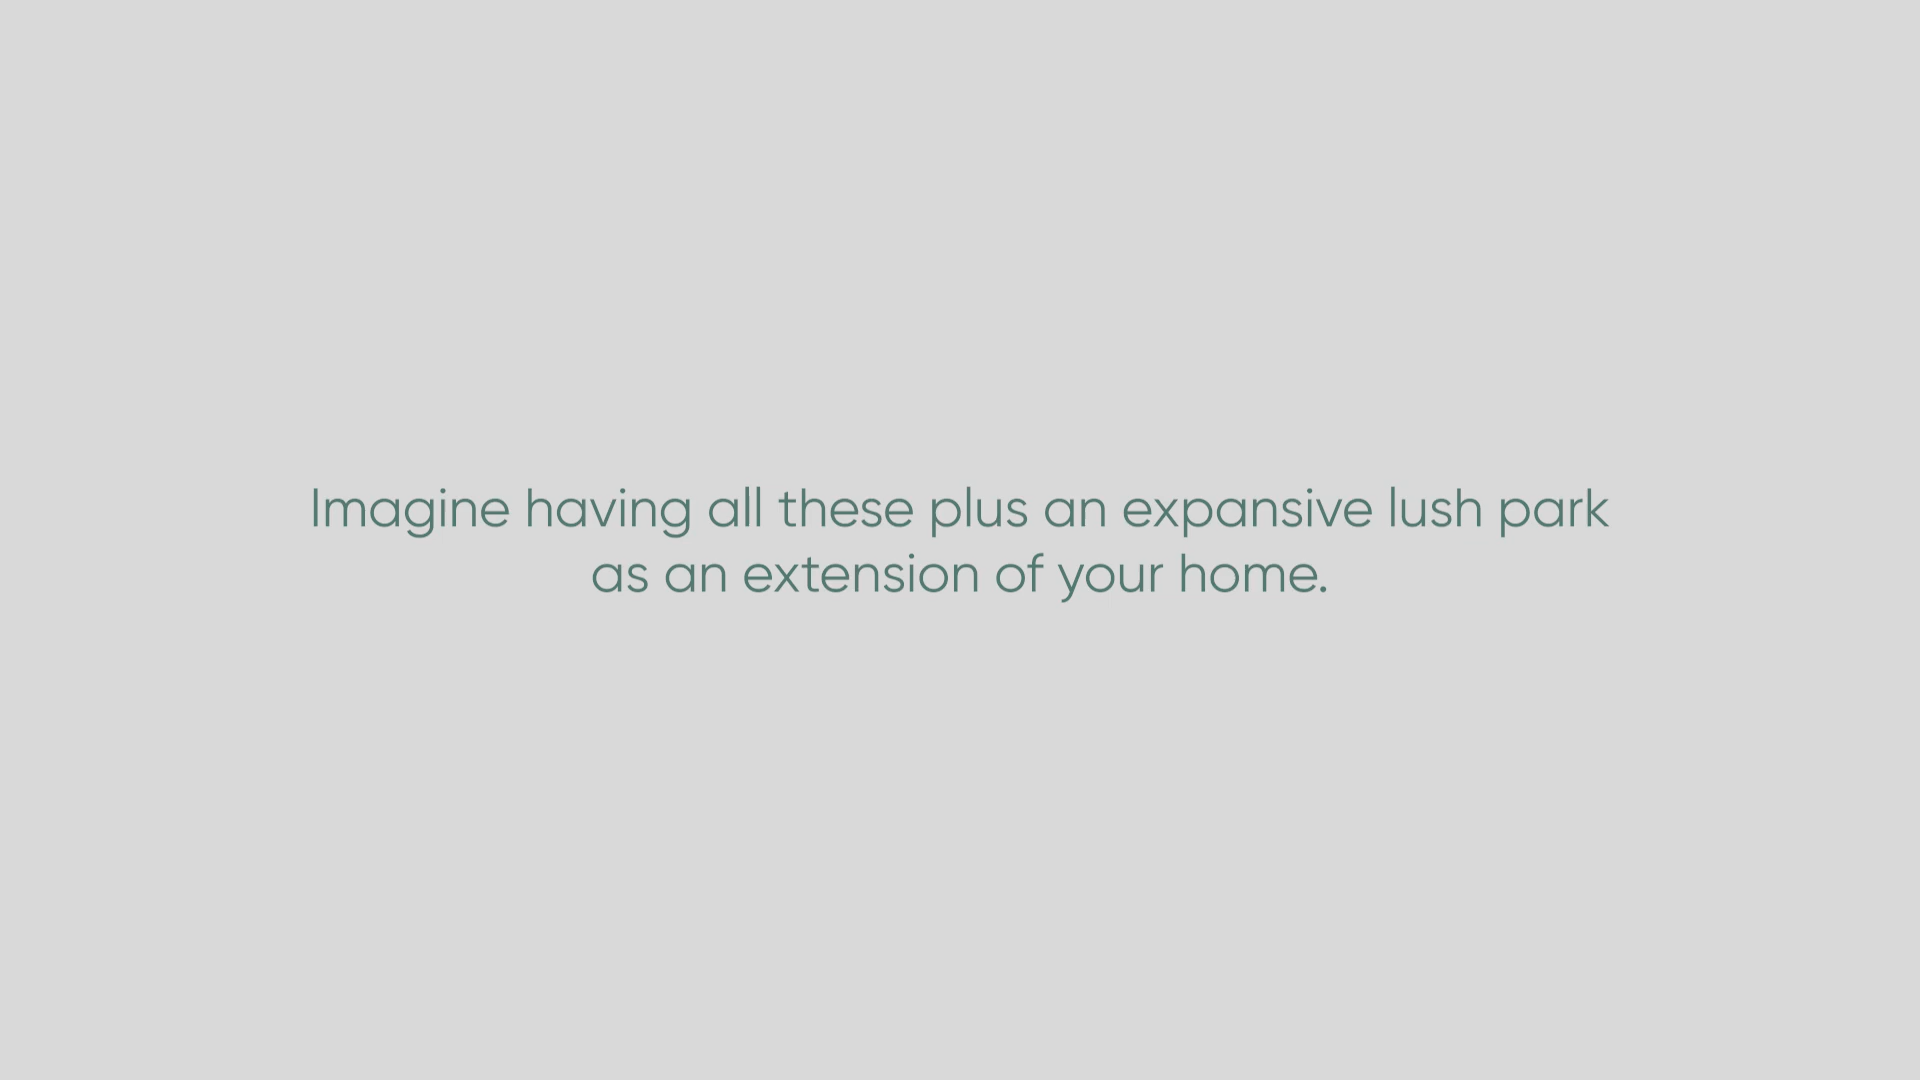 Imagine having all these plus an expansive lush park
as an extension of your home.